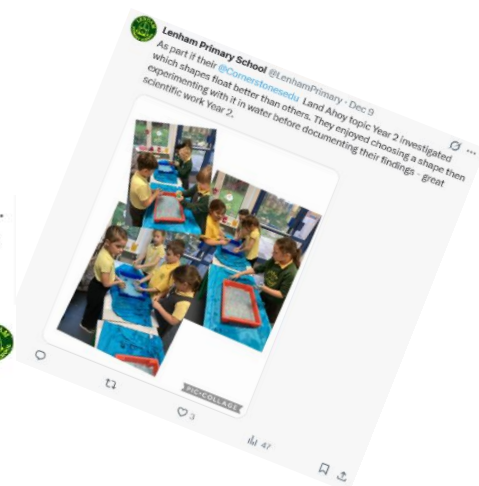 Lenham Primary School @LenhamPrimary · Dec 9
As part if their @Cornerstonesedu Land Ahoy topic Year 2 investigated
which shapes float better than others. They enjoyed choosing a shape then
experimenting with it in water before documenting their findings - great
scientific work Year 2.
PIC•COLLAGE
3
47